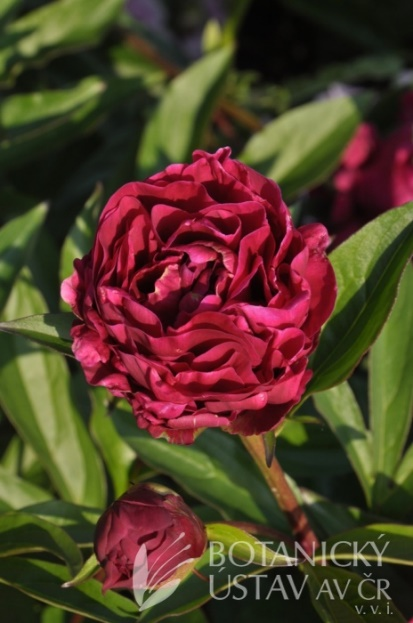 BOTANICKÝ
ÚSTAV AV ČR
v. v. i.